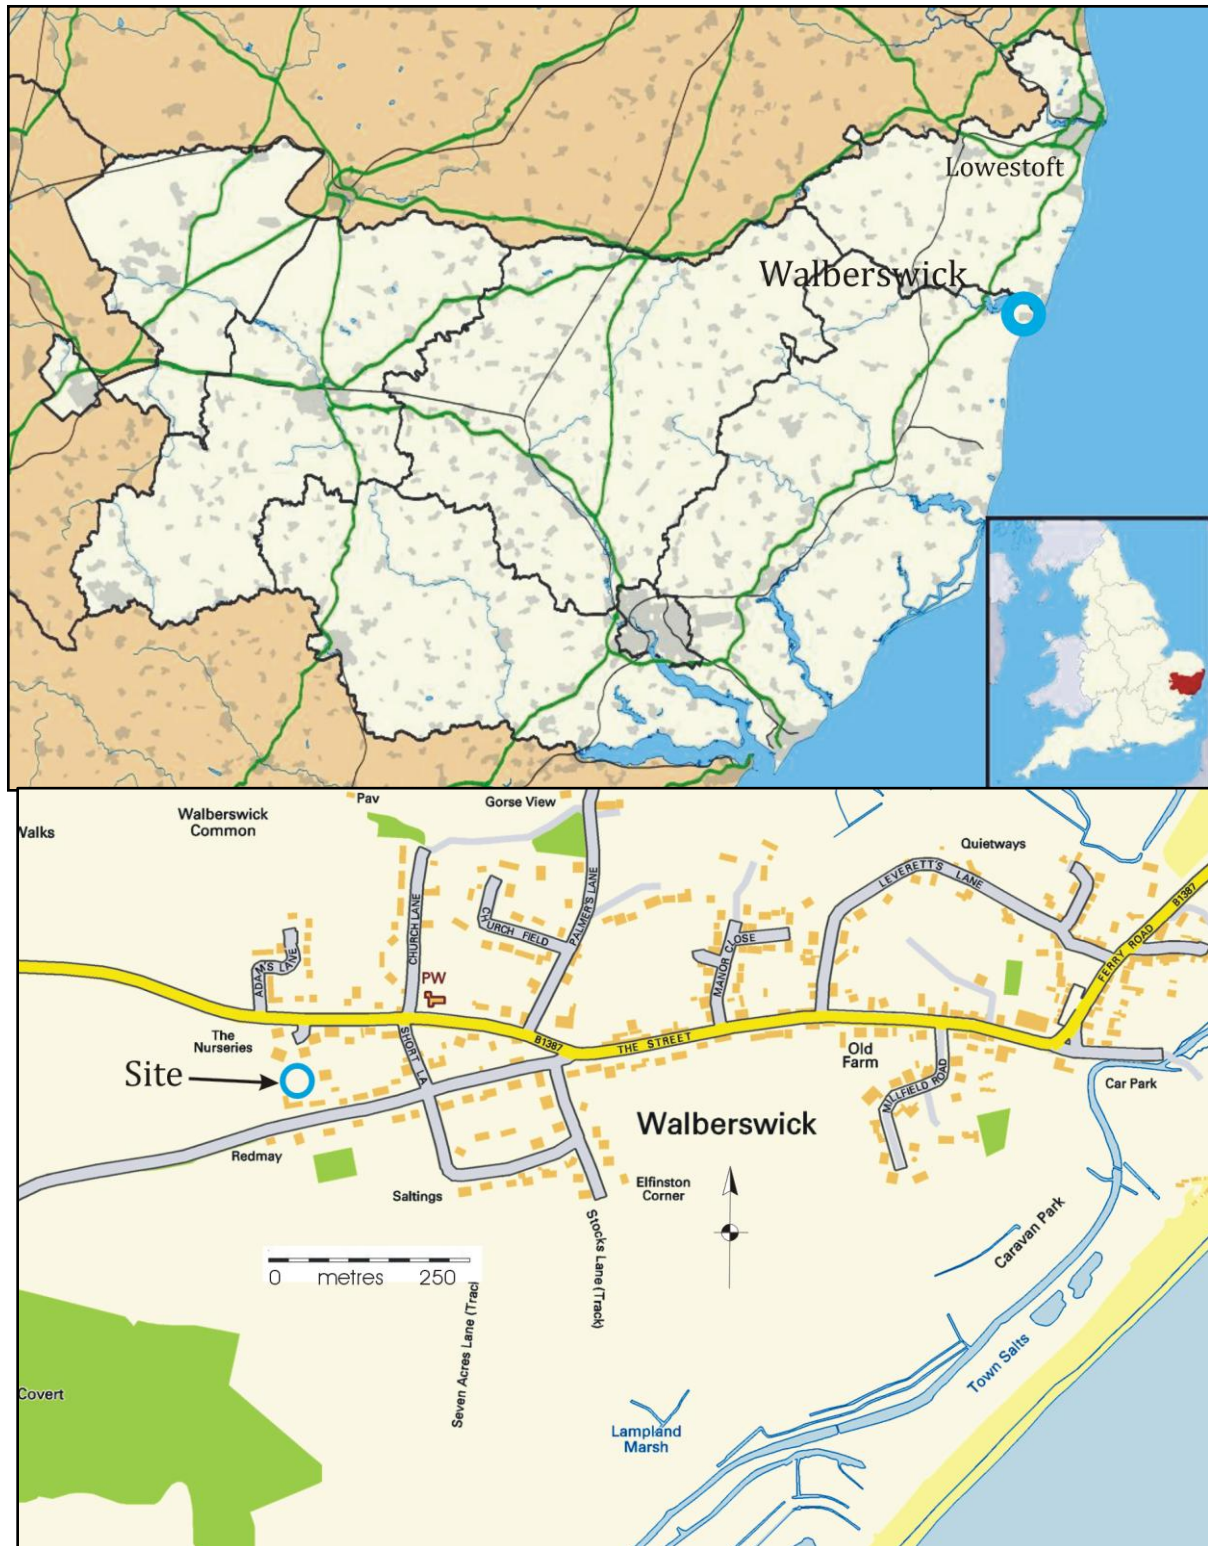 Lowestoft
Walberswick
Pav
Gorse View
Walberswick
Common
Walks
Quietways
LEVERETT'S LANE
B1387
CHURCH LANE
CHURCH FIELD
PALMER'S LANE
MANOR CLOSE
FERRY ROAD
ADAMS LANE
PW
The
Nurseries
SHORT LA
B1387
THE STREET
Old
Farm
Site
MILLFIELD ROAD
Car Park
Walberswick
Redmay
Saltings
Elfinston
Corner
Stocks Lane (Track)
Caravan Park
0 metres 250
Seven Acres Lane (Tracl
Town Salts
Covert
Lampland
Marsh